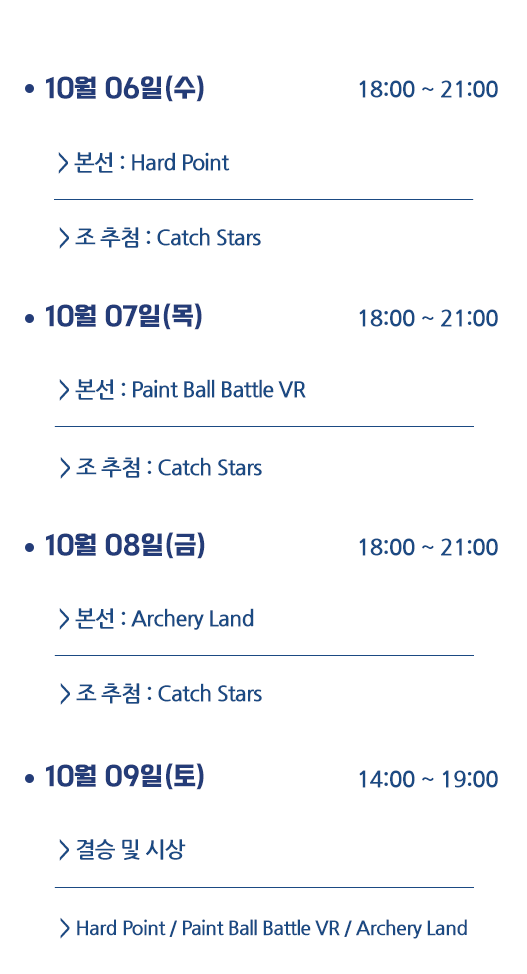 • 10월 06일(수) 18:00 ~ 21:00
> 본선 : Hard Point
> 조 추첨 : Catch Stars
• 10월 07일(목) 18:00 ~ 21:00
> 본선 : Paint Ball Battle VR
> 조 추첨 : Catch Stars
• 10월 08일(금) 18:00 ~ 21:00
> 본선 : Archery Land
> 조 추첨 : Catch Stars
• 10월 09일(토) 14:00 ~ 19:00
> 결승 및 시상
> Hard Point / Paint Ball Battle VR / Archery Land